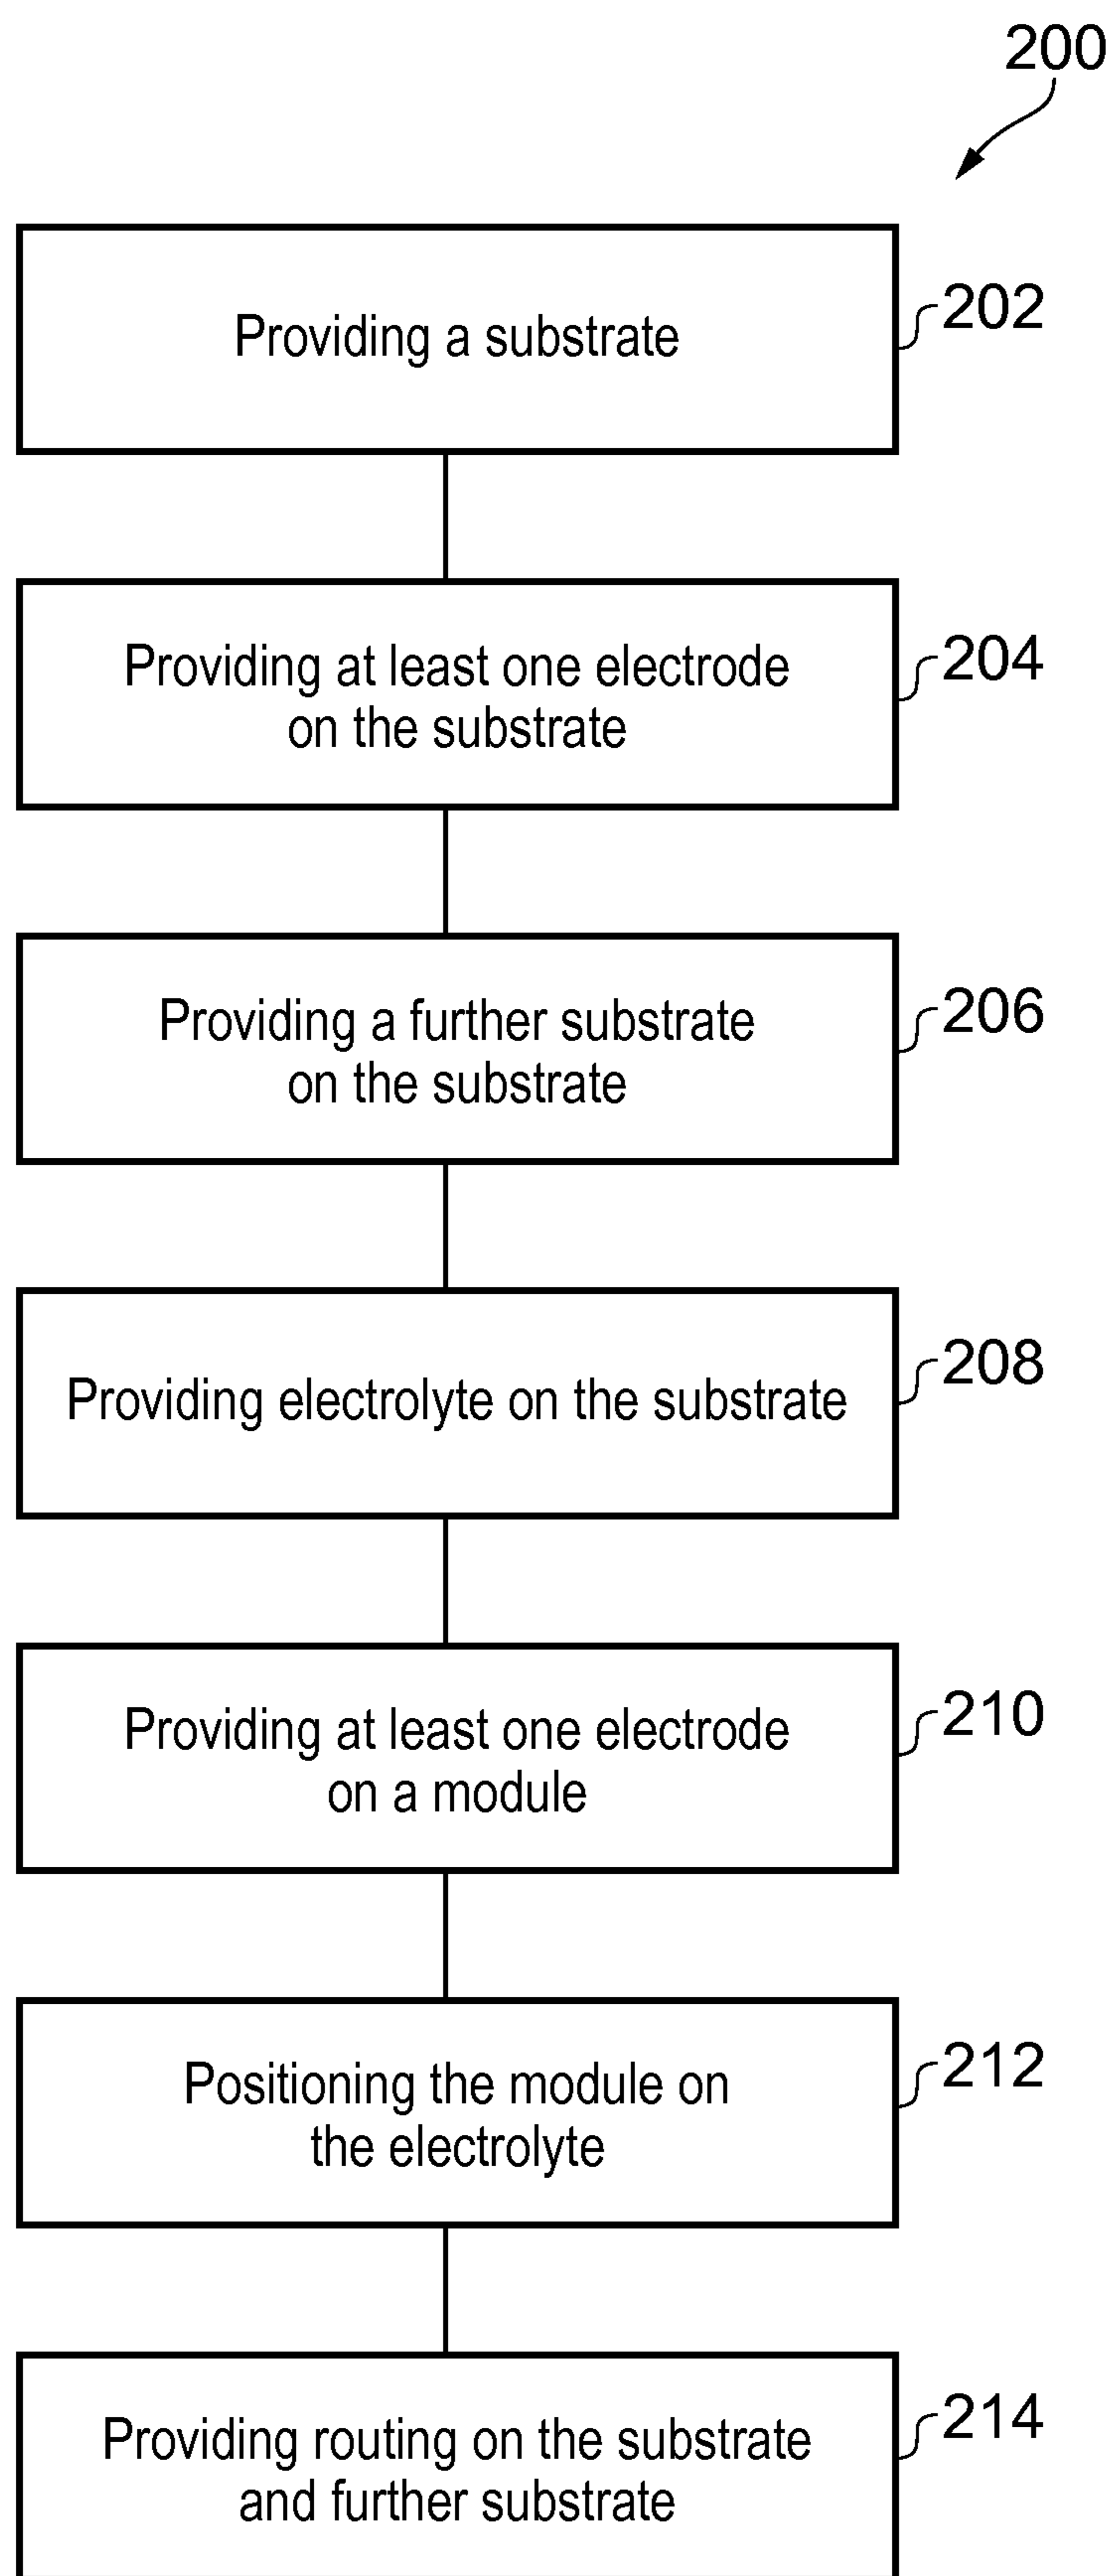 200
Providing a substrate
202
Providing at least one electrode
on the substrate
204
Providing a further substrate
on the substrate
206
Providing electrolyte on the substrate
208
Providing at least one electrode
on a module
210
Positioning the module on
the electrolyte
212
Providing routing on the substrate
and further substrate
214